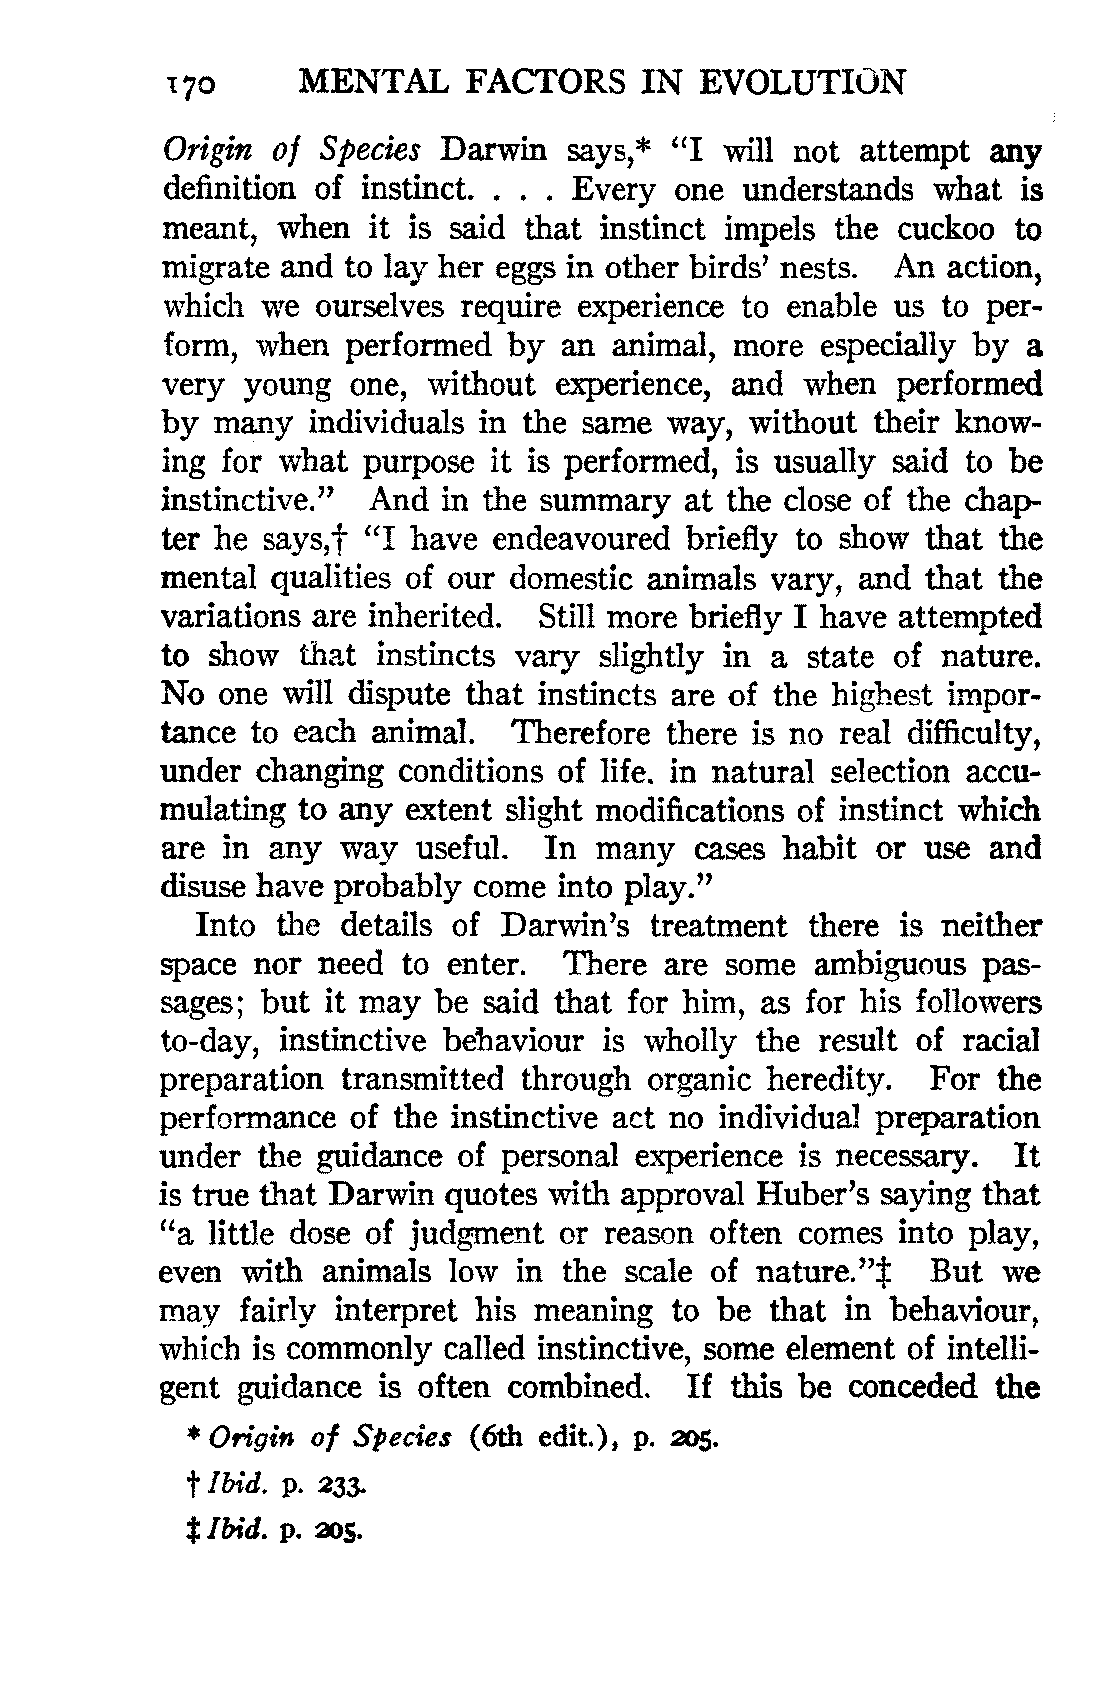 170 MENTAL FACTORS IN EVOLUTION
Origin of Species Darwin says,* “I will not attempt any
definition of instinct. . . . Every one understands what is
meant, when it is said that instinct impels the cuckoo to
migrate and to lay her eggs in other birds’ nests. An action,
which we ourselves require experience to enable us to per-
form, when performed by an animal, more especially by a
very young one, without experience, and when performed
by many individuals in the same way, without their know-
ing for what purpose it is performed, is usually said to be
instinctive.” And in the summary at the close of the chap-
ter he says,† “I have endeavoured briefly to show that the
mental qualities of our domestic animals vary, and that the
variations are inherited. Still more briefly I have attempted
to show that instincts vary slightly in a state of nature.
No one will dispute that instincts are of the highest impor-
tance to each animal. Therefore there is no real difficulty,
under changing conditions of life. in natural selection accu-
mulating to any extent slight modifications of instinct which
are in any way useful. In many cases habit or use and
disuse have probably come into play.”
Into the details of Darwin’s treatment there is neither
space nor need to enter. There are some ambiguous pas-
sages; but it may be said that for him, as for his followers
to-day, instinctive behaviour is wholly the result of racial
preparation transmitted through organic heredity. For the
performance of the instinctive act no individual preparation
under the guidance of personal experience is necessary. It
is true that Darwin quotes with approval Huber’s saying that
“a little dose of judgment or reason often comes into play,
even with animals low in the scale of nature.”‡ But we
may fairly interpret his meaning to be that in behaviour,
which is commonly called instinctive, some element of intelli-
gent guidance is often combined. If this be conceded the
* Origin of Species (6th edit.), p. 205.
† Ibid. p. 233.
‡ Ibid. p. 205.